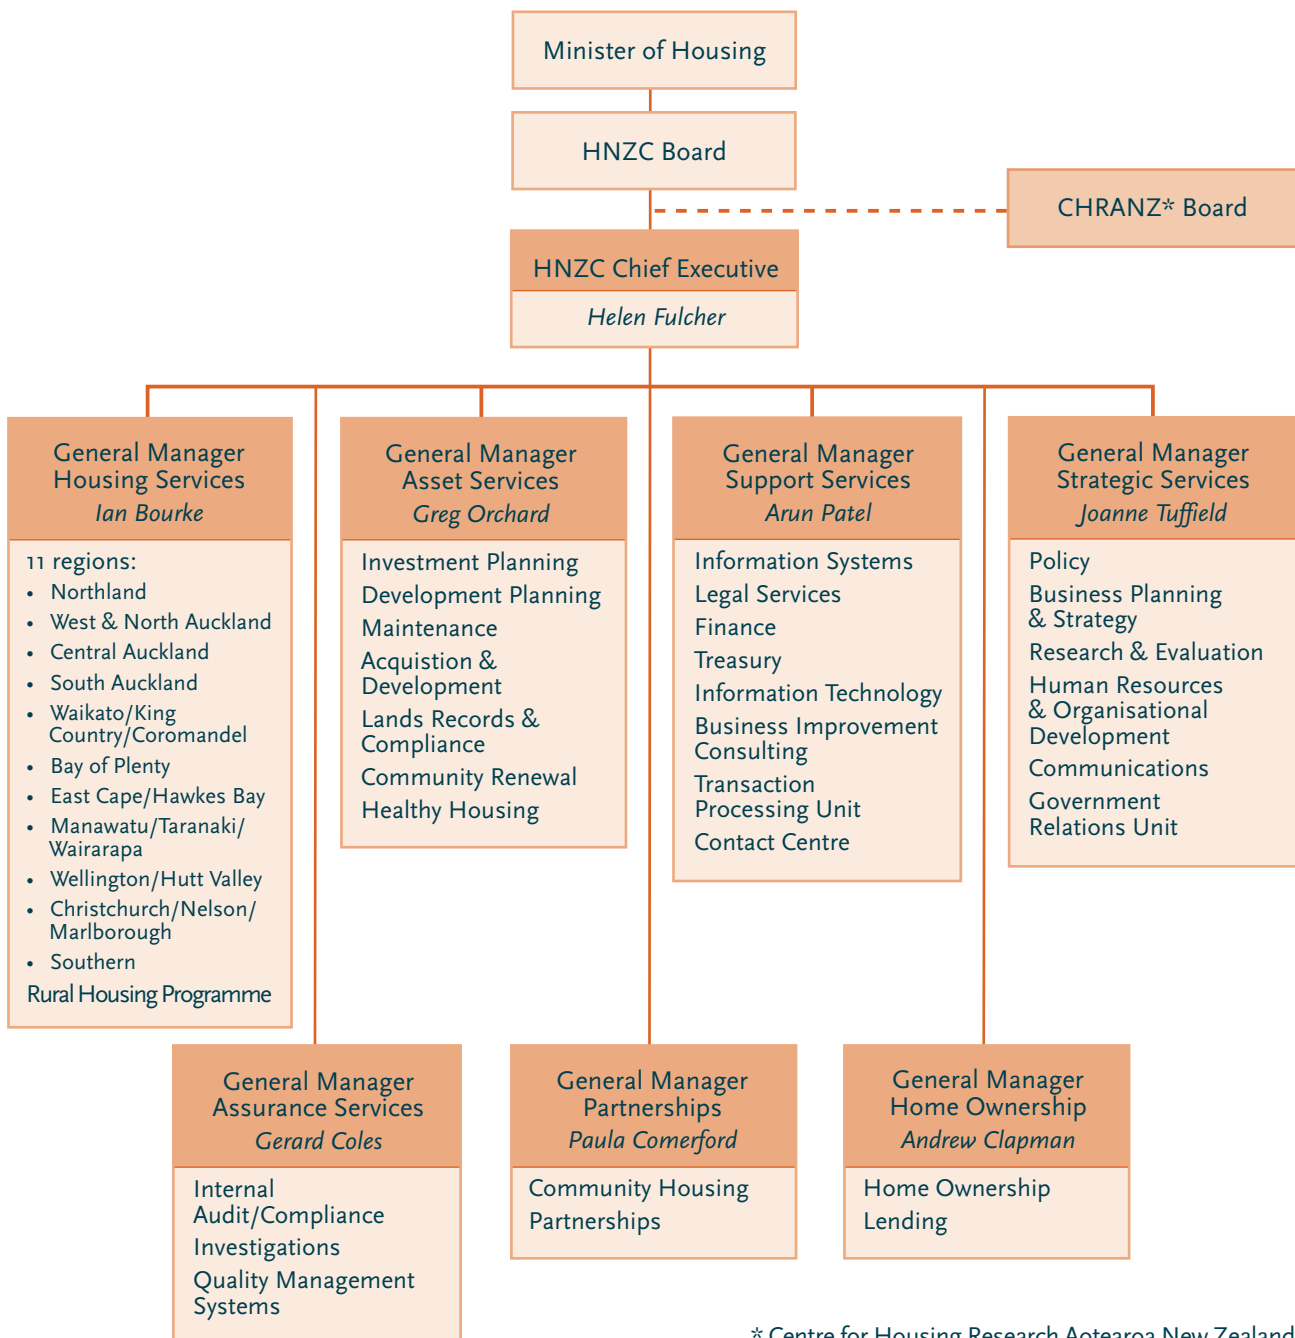 Minister of Housing
HNZC Board
CHRANZ* Board
HNZC Chief Executive
Helen Fulcher
General Manager
Housing Services
Ian Bourke
11 regions:
• Northland
• West & North Auckland
• Central Auckland
• South Auckland
• Waikato/King
Country/Coromandel
• Bay of Plenty
• East Cape/Hawkes Bay
• Manawatu/Taranaki/
Wairarapa
• Wellington/Hutt Valley
• Christchurch/Nelson/
Marlborough
• Southern
Rural Housing Programme
General Manager
Asset Services
Greg Orchard
Investment Planning
Development Planning
Maintenance
Acquistion &
Development
Lands Records &
Compliance
Community Renewal
Healthy Housing
General Manager
Support Services
Arun Patel
Information Systems
Legal Services
Finance
Treasury
Information Technology
Business Improvement
Consulting
Transaction
Processing Unit
Contact Centre
General Manager
Strategic Services
Joanne Tuffield
Policy
Business Planning
& Strategy
Research & Evaluation
Human Resources
& Organisational
Development
Communications
Government
Relations Unit
General Manager
Assurance Services
Gerard Coles
Internal
Audit/Compliance
Investigations
Quality Management
Systems
General Manager
Partnerships
Paula Comerford
Community Housing
Partnerships
General Manager
Home Ownership
Andrew Clapman
Home Ownership
Lending
* Centre for Housing Research Aotearoa New Zealand